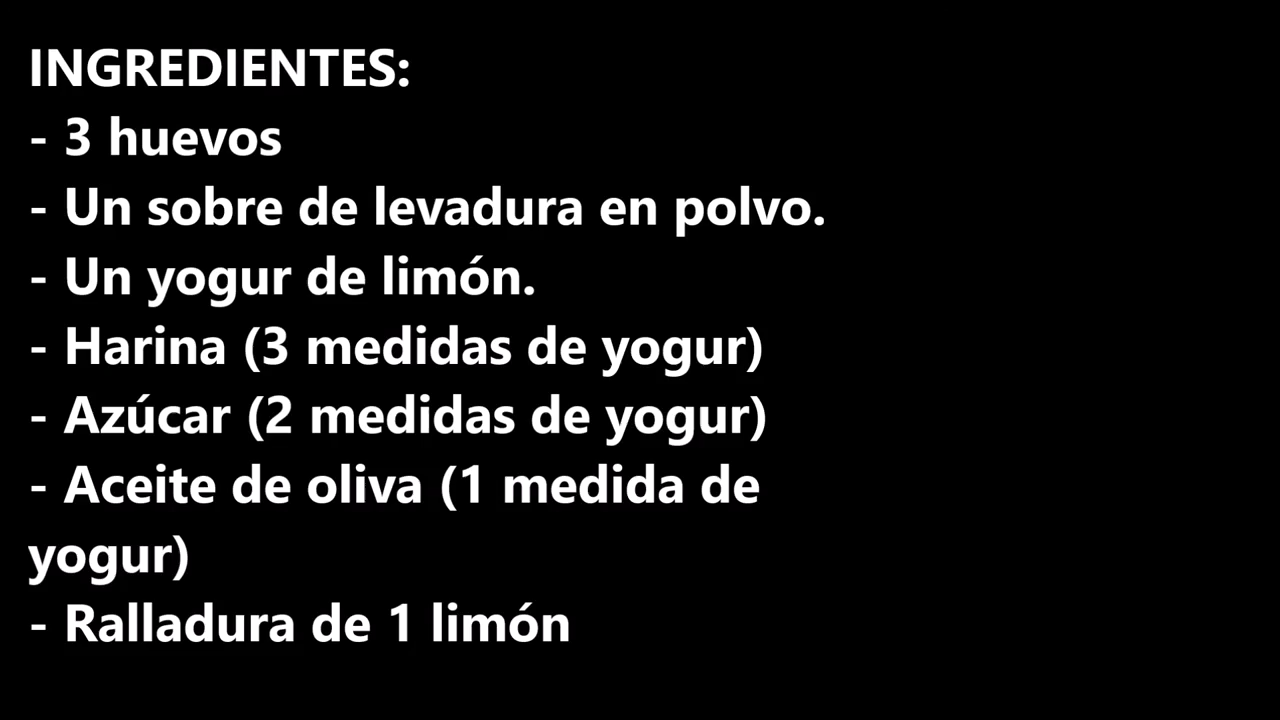 INGREDIENTES:
- 3 huevos
- Un sobre de levadura en polvo.
- Un yogur de limón.
- Harina (3 medidas de yogur)
- Azúcar (2 medidas de yogur)
- Aceite de oliva (1 medida de
yogur)
- Ralladura de 1 limón